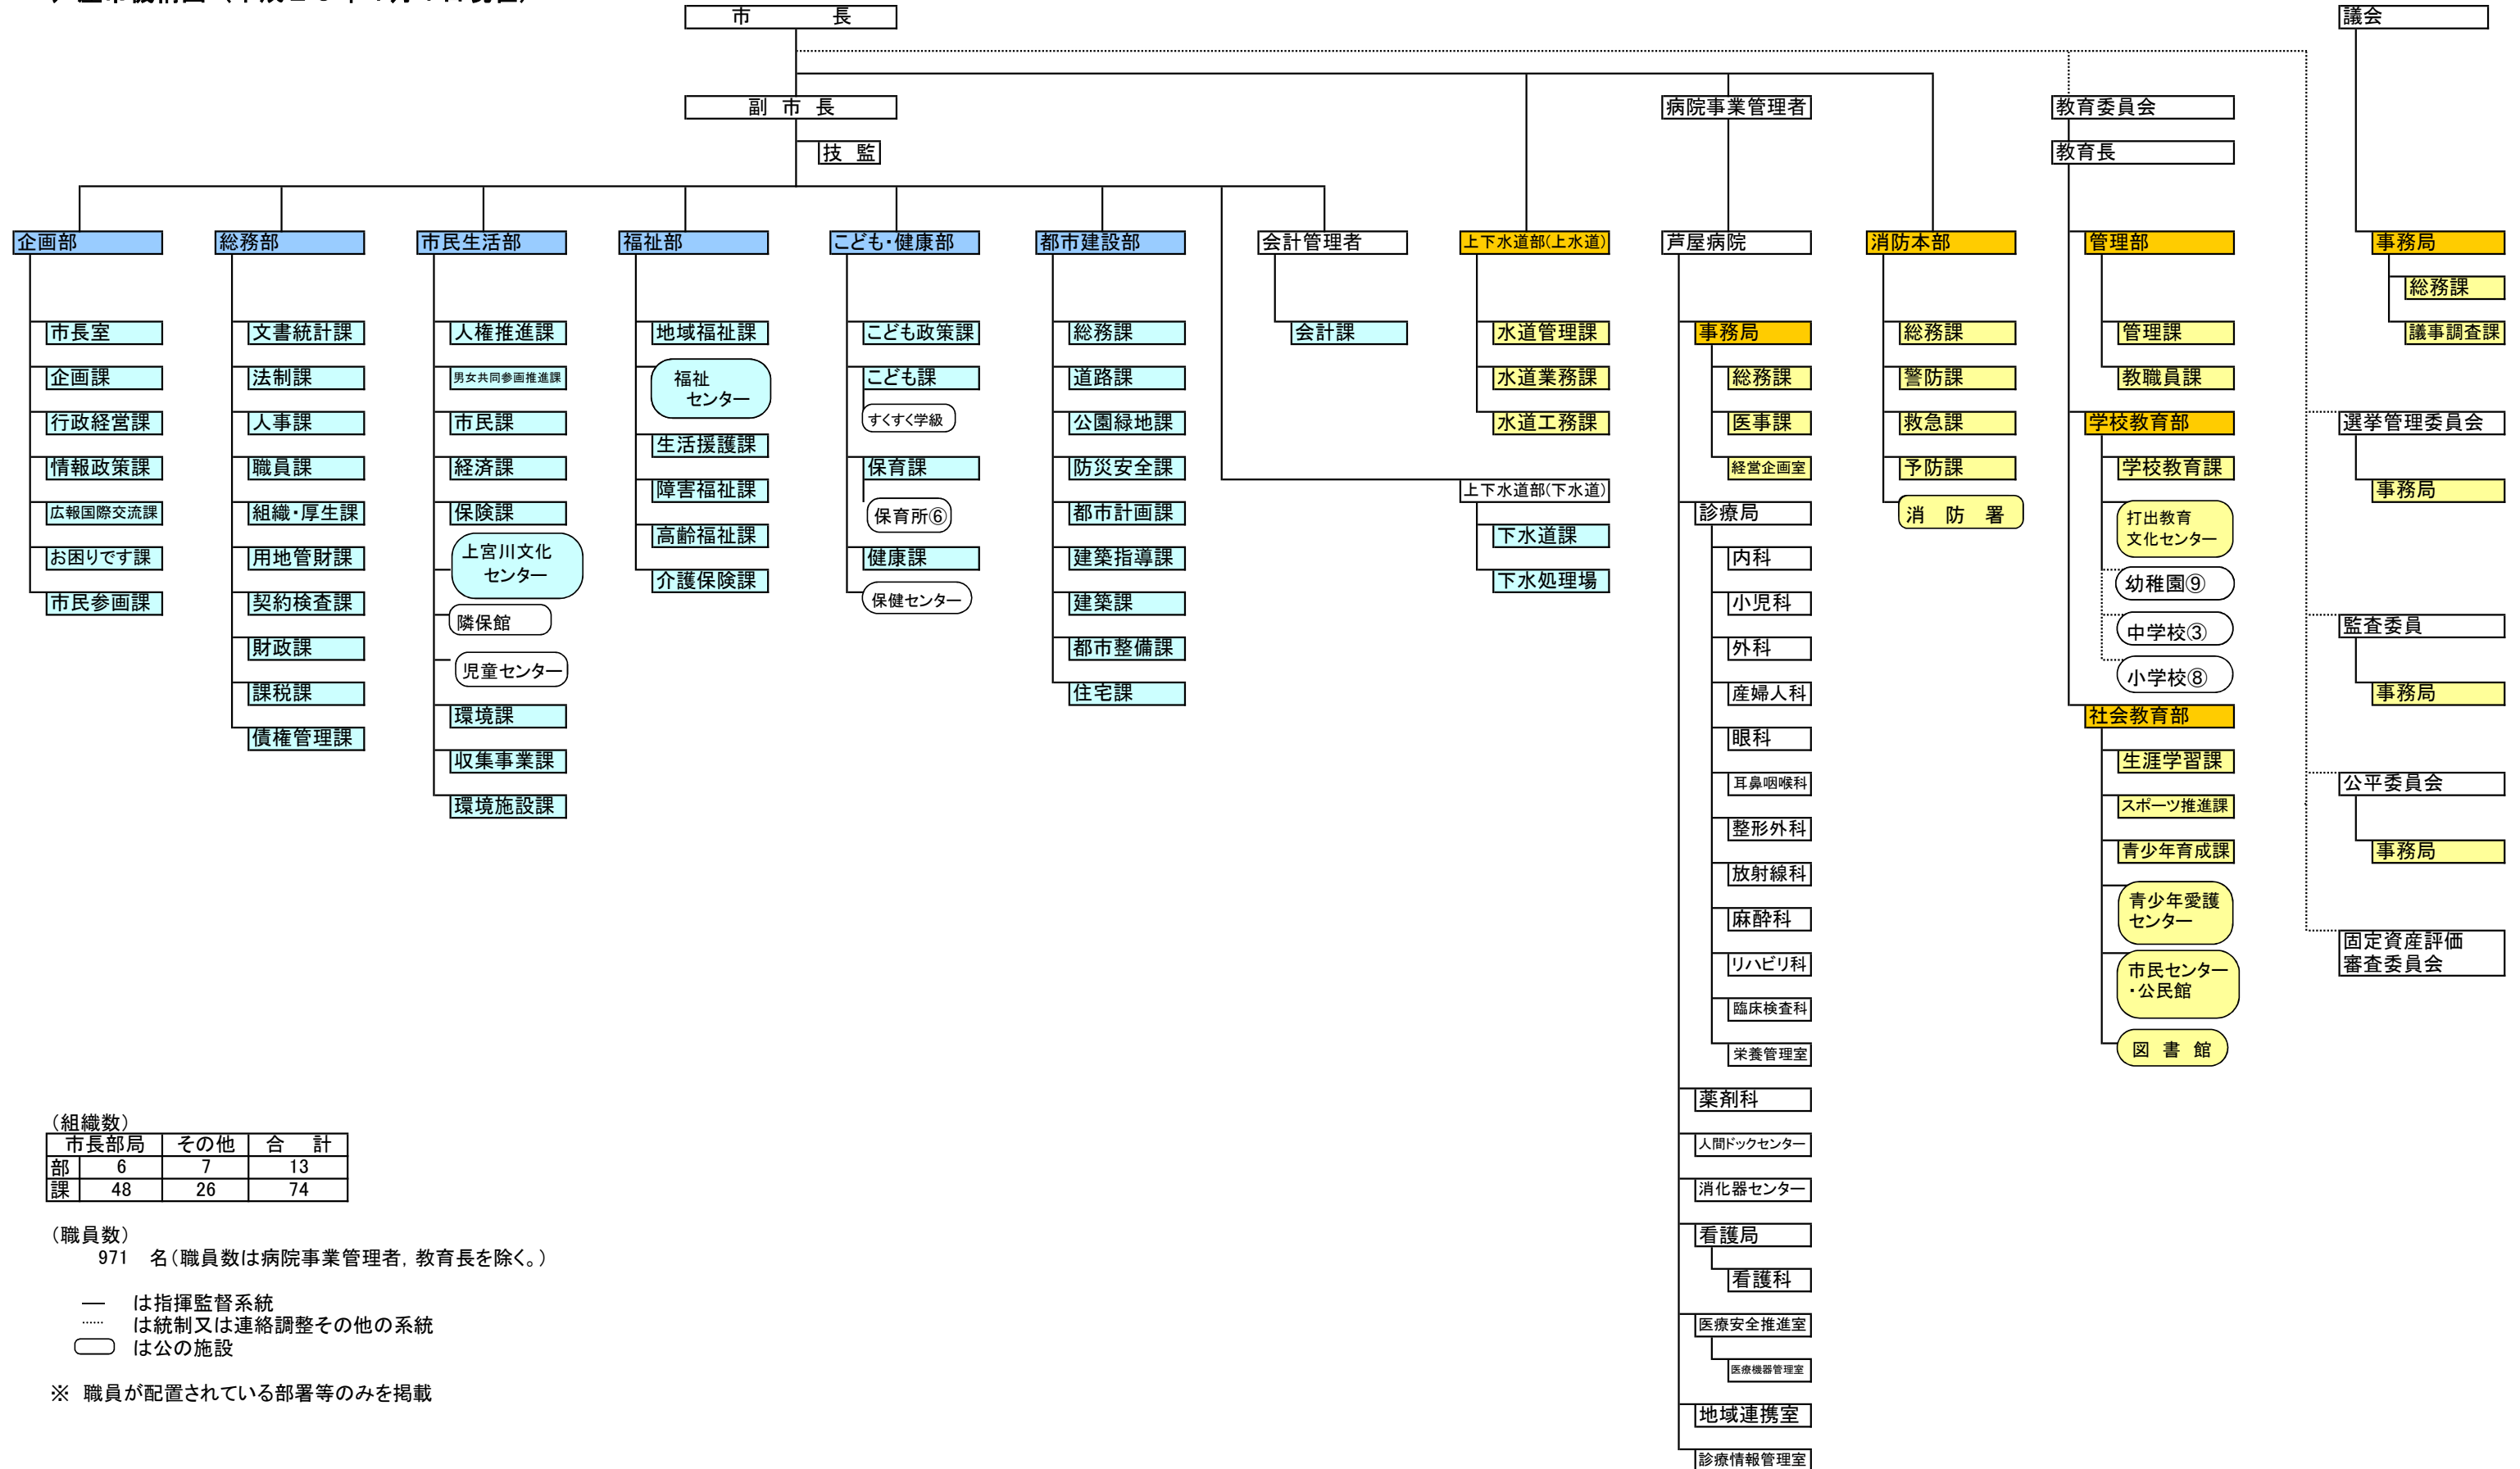 市　長
議会
副 市 長
病院事業管理者
教育委員会
技 監
教育長
企画部
市長室
企画課
行政経営課
情報政策課
広報国際交流課
お困りです課
市民参画課
総務部
文書統計課
法制課
人事課
職員課
組織・厚生課
用地管財課
契約検査課
財政課
課税課
債権管理課
市民生活部
人権推進課
男女共同参画推進課
市民課
経済課
保険課
上宮川文化
センター
隣保館
児童センター
環境課
収集事業課
環境施設課
福祉部
地域福祉課
福祉
センター
生活援護課
障害福祉課
高齢福祉課
介護保険課
こども・健康部
こども政策課
こども課
すくすく学級
保育課
保育所⑥
健康課
保健センター
都市建設部
総務課
道路課
公園緑地課
防災安全課
都市計画課
建築指導課
建築課
都市整備課
住宅課
会計管理者
会計課
上下水道部(上水道)
水道管理課
水道業務課
水道工務課
上下水道部(下水道)
下水道課
下水処理場
芦屋病院
事務局
総務課
医事課
経営企画室
診療局
内科
小児科
外科
産婦人科
眼科
耳鼻咽喉科
整形外科
放射線科
麻酔科
リハビリ科
臨床検査科
栄養管理室
薬剤科
人間ドックセンター
消化器センター
看護局
看護科
医療安全推進室
医療機器管理室
地域連携室
診療情報管理室
消防本部
総務課
警防課
救急課
予防課
消 防 署
管理部
管理課
教職員課
学校教育部
学校教育課
打出教育
文化センター
幼稚園⑨
中学校③
小学校⑧
社会教育部
生涯学習課
スポーツ推進課
青少年育成課
青少年愛護
センター
市民センター
・公民館
図 書 館
事務局
総務課
議事調査課
選挙管理委員会
事務局
監査委員
事務局
公平委員会
事務局
固定資産評価
審査委員会
（組織数）
市長部局 その他 合 計
部 6 7 13
課 48 26 74
（職員数）
971 名（職員数は病院事業管理者，教育長を除く。）
― は指揮監督系統
…… は統制又は連絡調整その他の系統
は公の施設
※ 職員が配置されている部署等のみを掲載